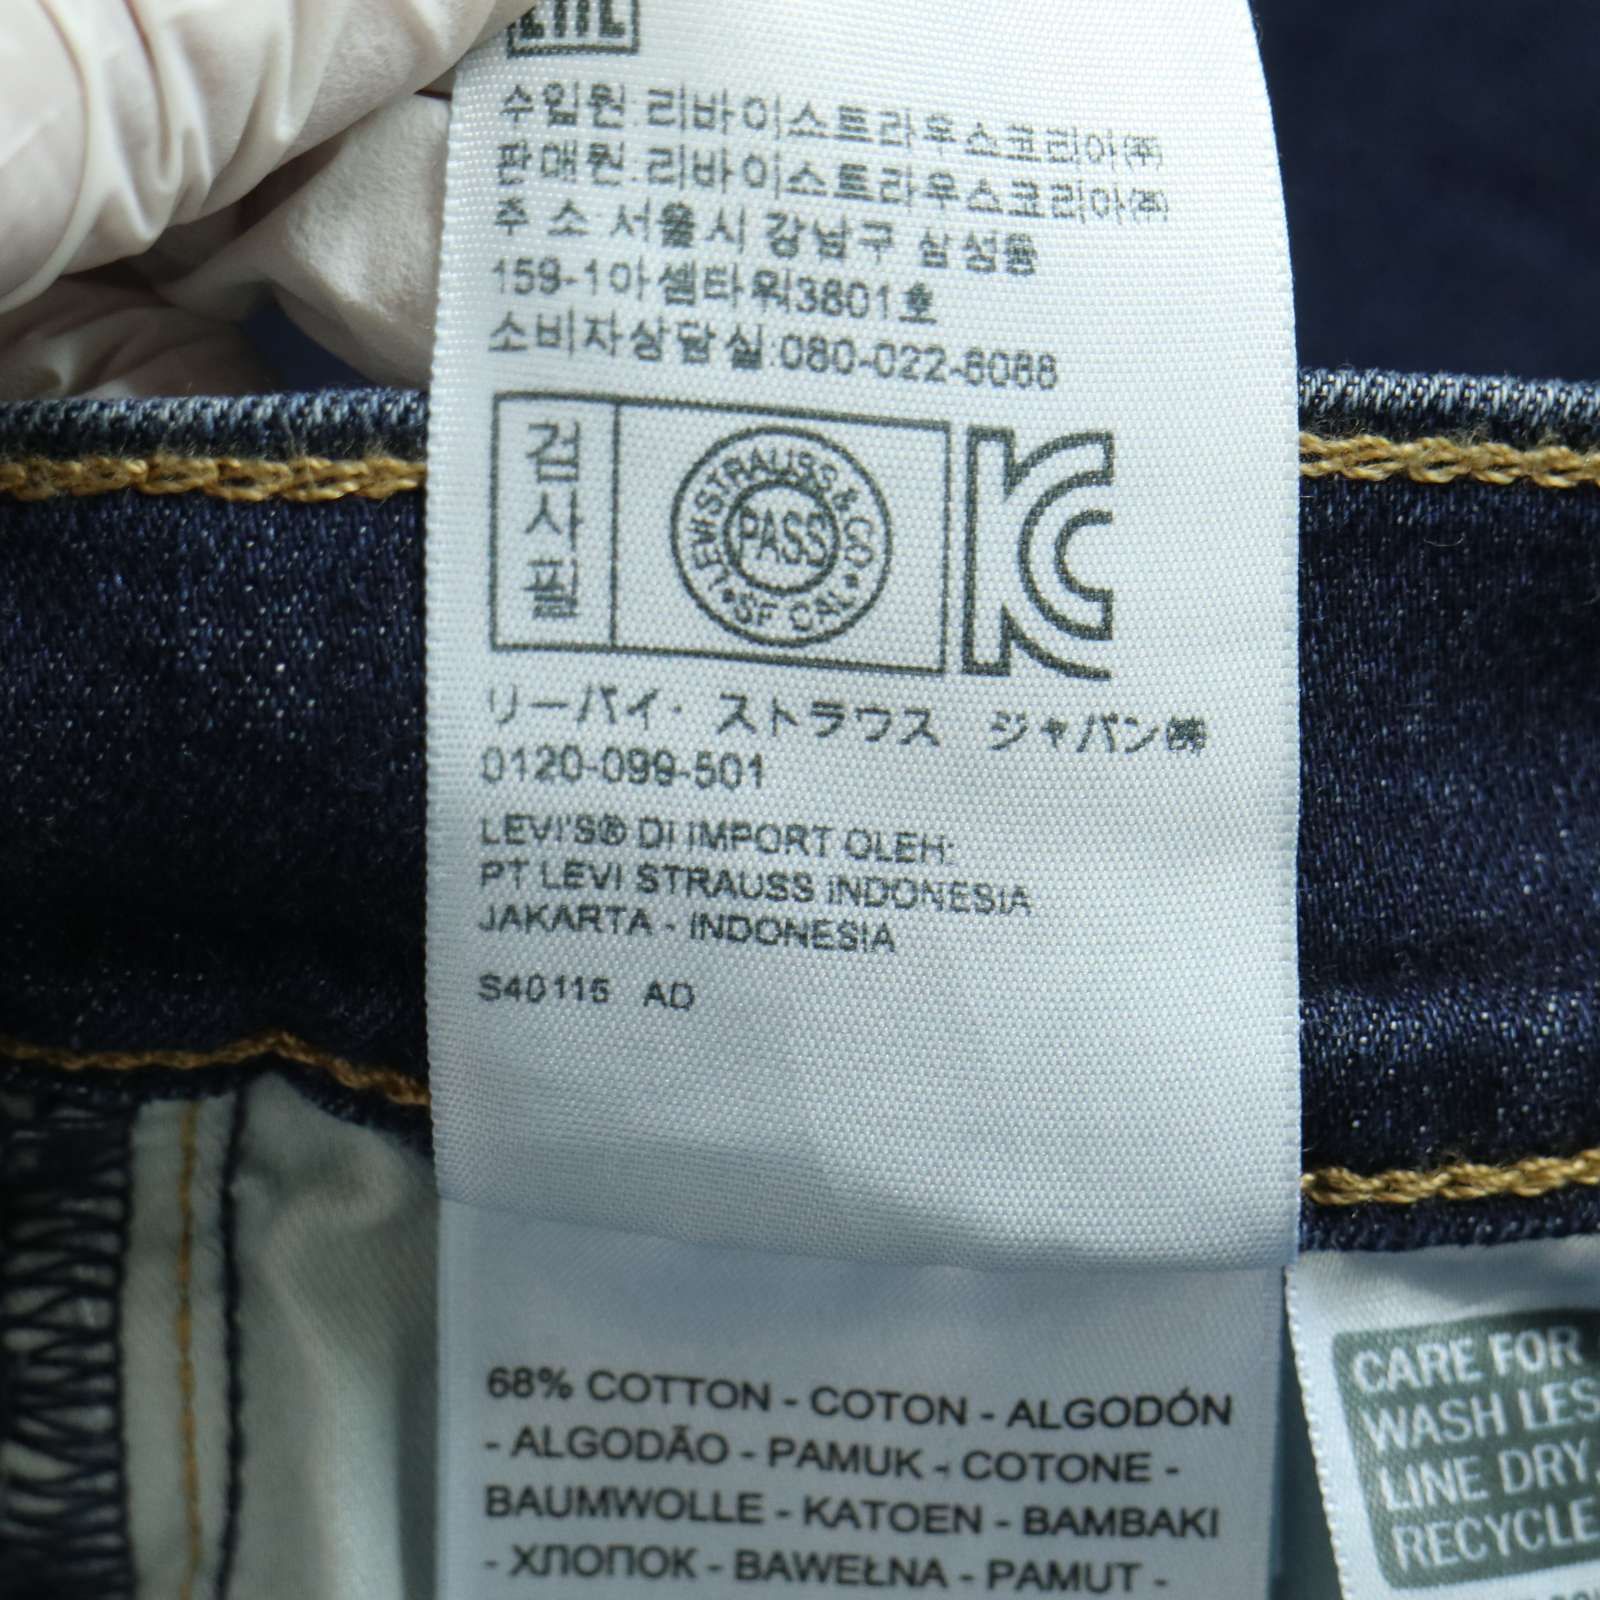 EAC
수입원:리바이스트라우스코리아㈜
판매원:리바이스트라우스코리아㈜
주 소:서울시 강남구 삼성동
159-1아셈타워3801호
소비자상담실:080-022-8088
검사필
LEVI STRAUSS & CO
PASS
SF CAL
KC
リーバイ・ストラウス ジャパン㈱
0120-099-501
LEVI'S® DI IMPORT OLEH:
PT LEVI STRAUSS INDONESIA
JAKARTA - INDONESIA
S40115 AD
68% COTTON - COTON - ALGODÓN
- ALGODÃO - PAMUK - COTONE -
BAUMWOLLE - KATOEN - BAMBAKI
- ХЛОПОК - BAWEŁNA - PAMUT -
CARE FOR
WASH LES
LINE DRY.
RECYCLE